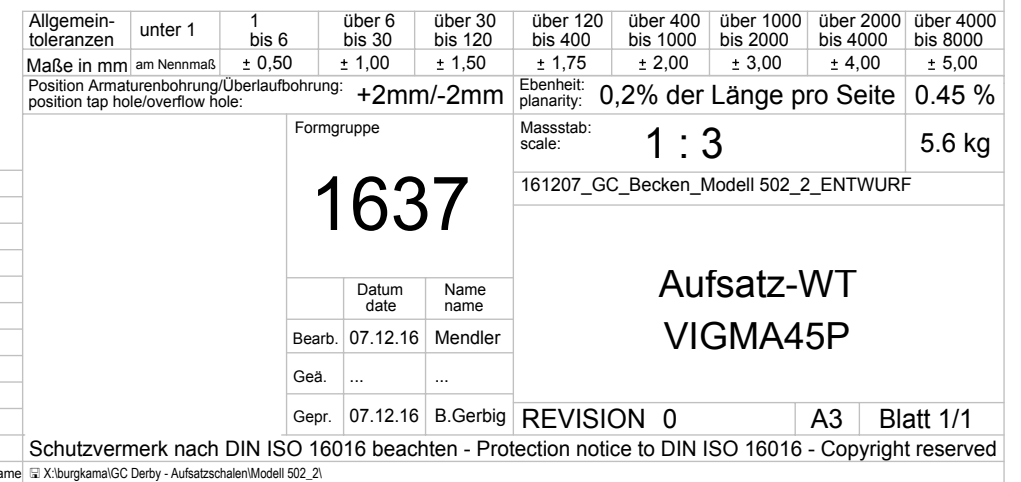 Allgemein- unter 1 1 über 6 über 30 über 120 über 400 über 1000 über 2000 über 4000
toleranzen bis 6 bis 30 bis 120 bis 400 bis 1000 bis 2000 bis 4000 bis 8000
Maße in mm am Nennmaß ± 0,50 ± 1,00 ± 1,50 ± 1,75 ± 2,00 ± 3,00 ± 4,00 ± 5,00
Position Armaturenbohrung/Überlaufbohrung:
position tap hole/overflow hole:
+2mm/-2mm
Ebenheit:
planarity:
0,2% der Länge pro Seite
0.45 %
Formgruppe
1637
Massstab:
scale:
1 : 3
5.6 kg
161207_GC_Becken_Modell 502_2_ENTWURF
Aufsatz-WT
VIGMA45P
Datum Name
date name
Bearb. 07.12.16 Mendler
Geä. ... ...
Gepr. 07.12.16 B.Gerbig
REVISION 0 A3 Blatt 1/1
Schutzvermerk nach DIN ISO 16016 beachten - Protection notice to DIN ISO 16016 - Copyright reserved
ame X:\burgkama\GC Derby - Aufsatzschalen\Modell 502_2\